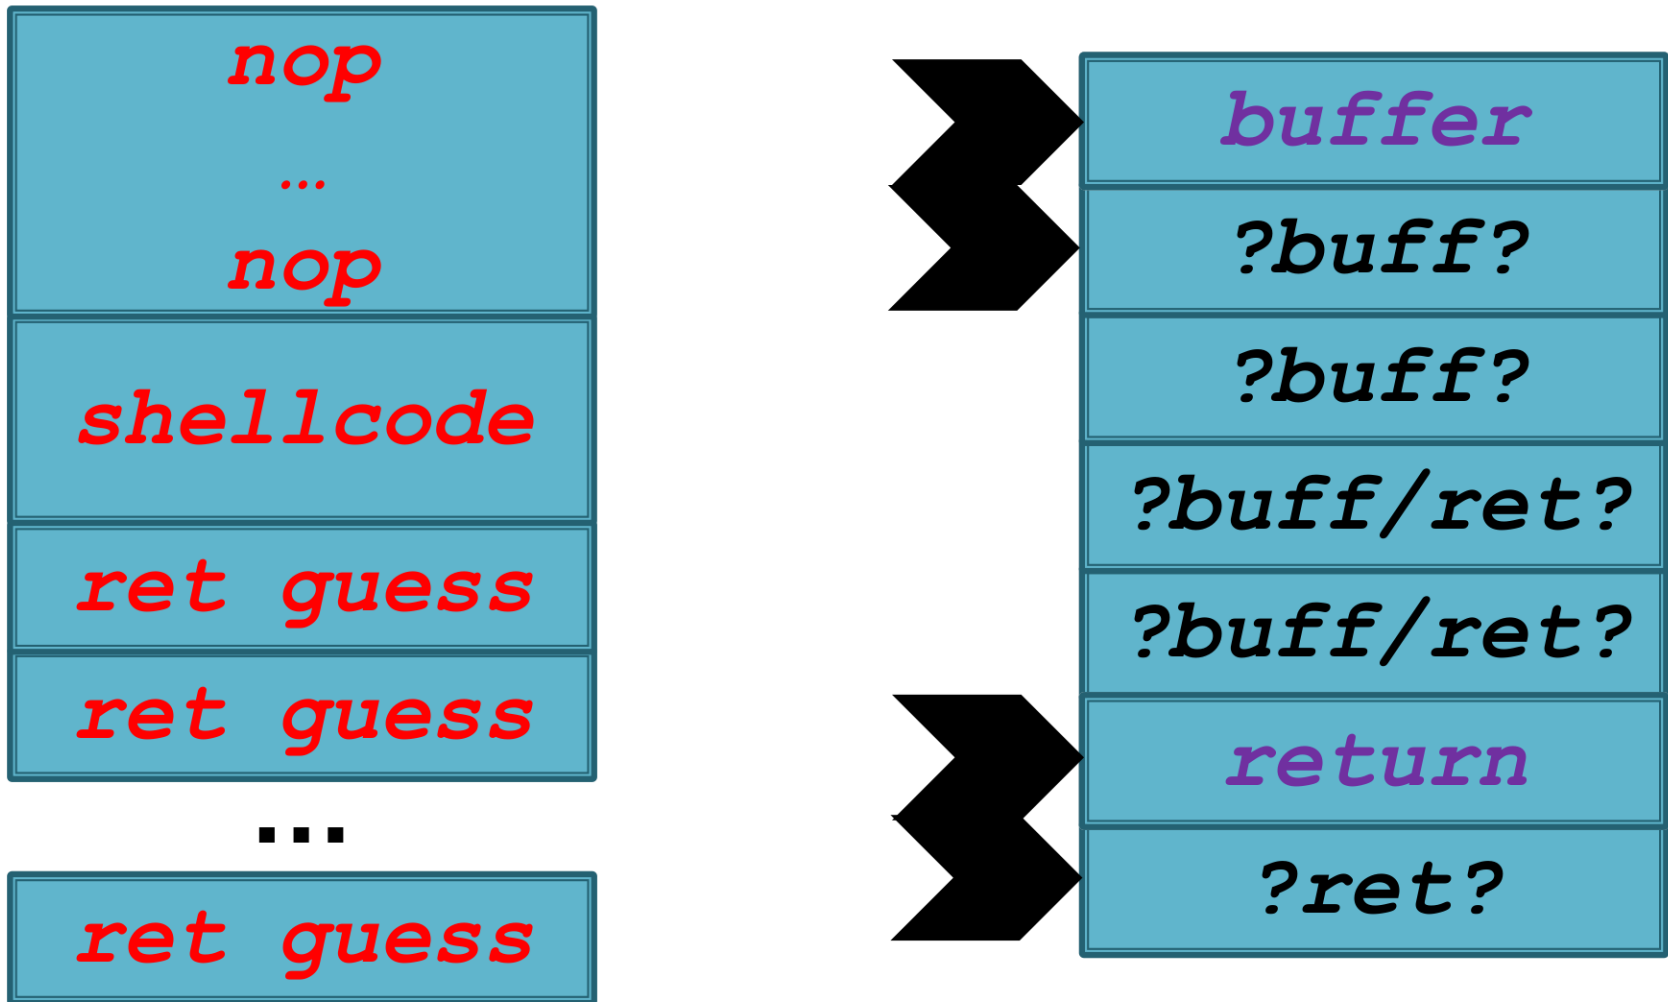 nop
...
nop
shellcode
ret guess
ret guess
...
ret guess
buffer
?buff?
?buff?
?buff/ret?
?buff/ret?
return
?ret?